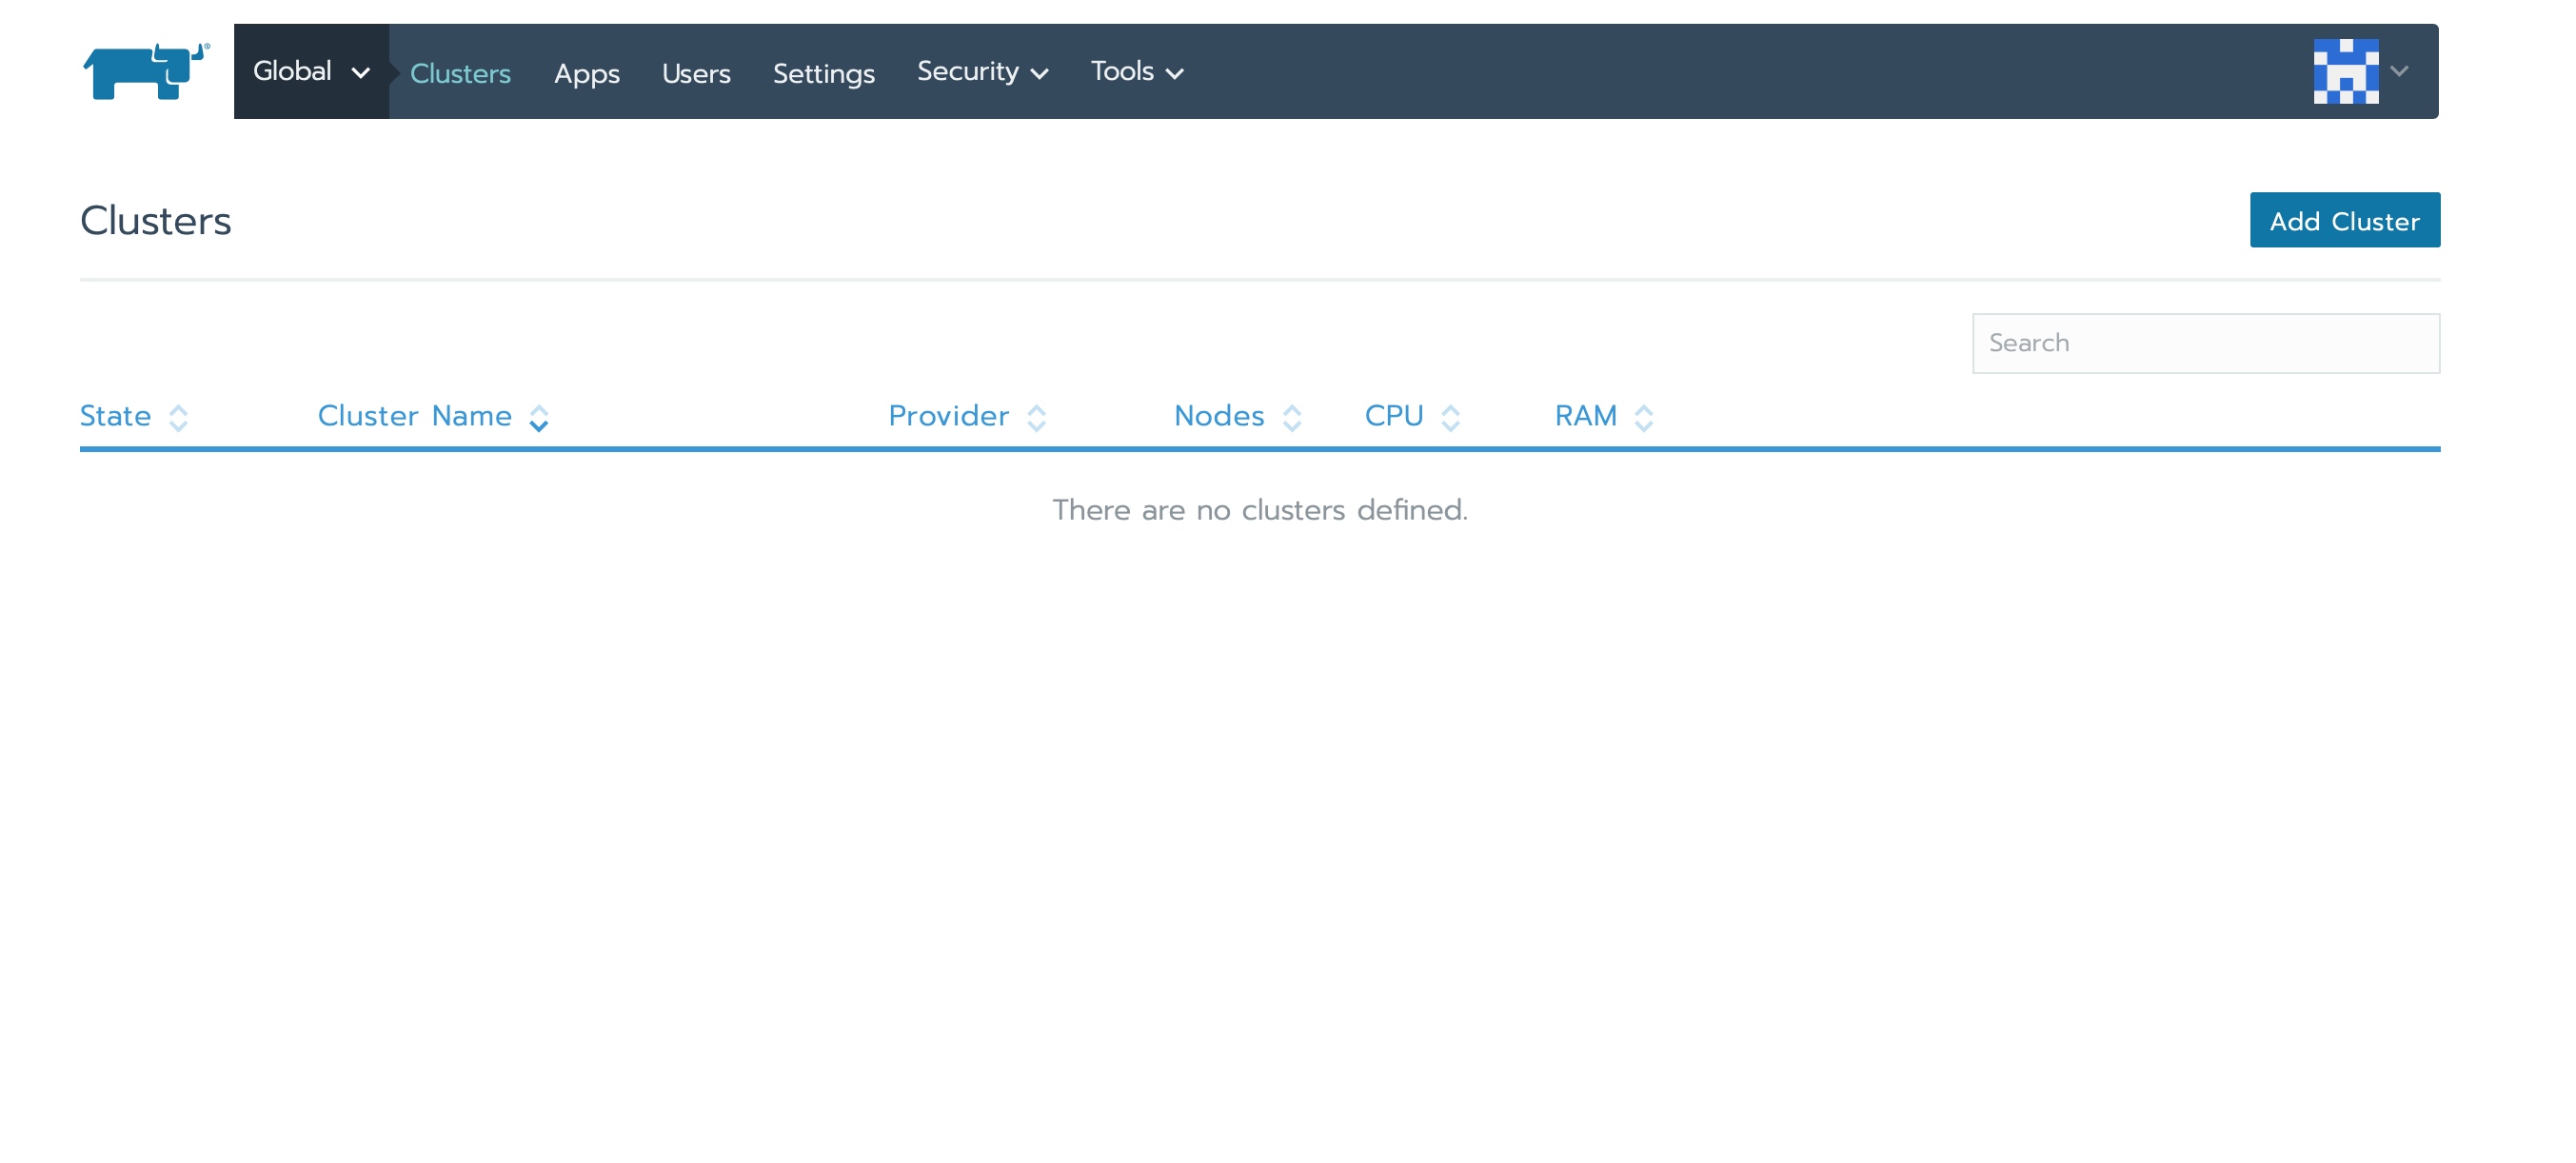 Global Clusters Apps Users Settings Security Tools
Clusters
Add Cluster
Search
State Cluster Name Provider Nodes CPU RAM
There are no clusters defined.